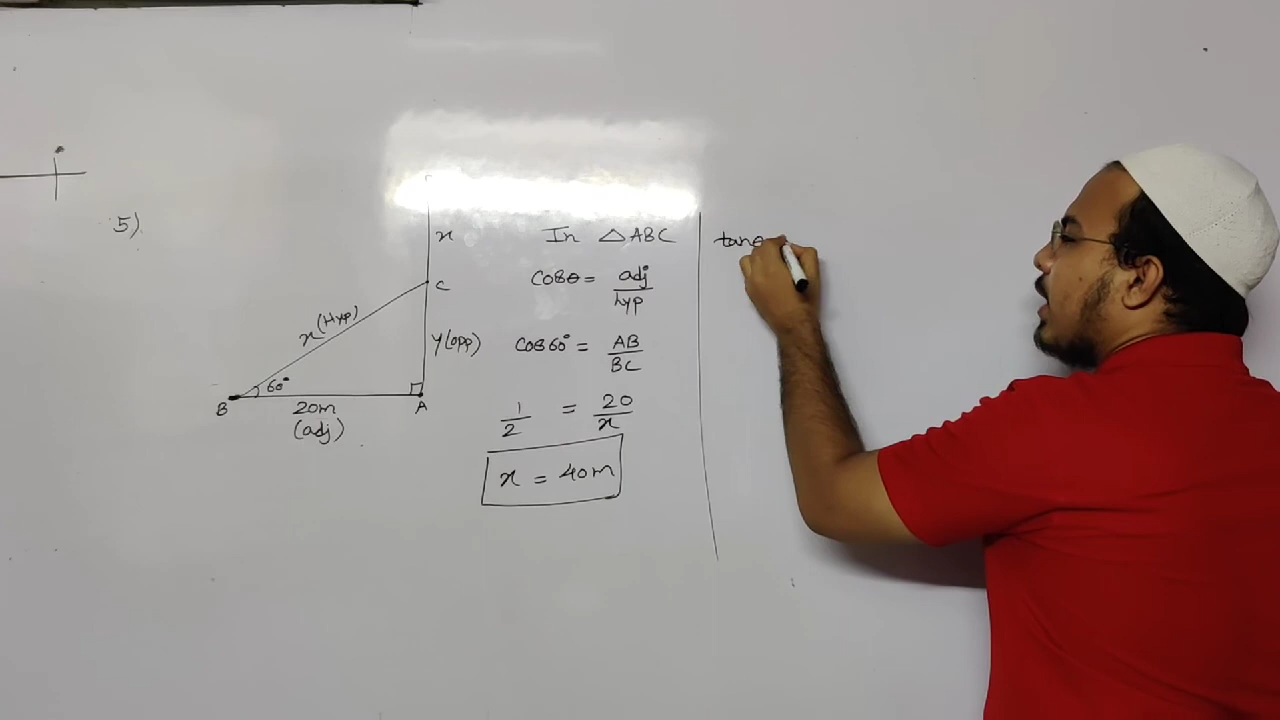 5)
x
C
x (Hyp)
y(opp)
60°
B
20m
A
(adj)
In △ABC
cosθ = adj/hyp
cos60° = AB/BC
1/2 = 20/x
x = 40m
tanθ